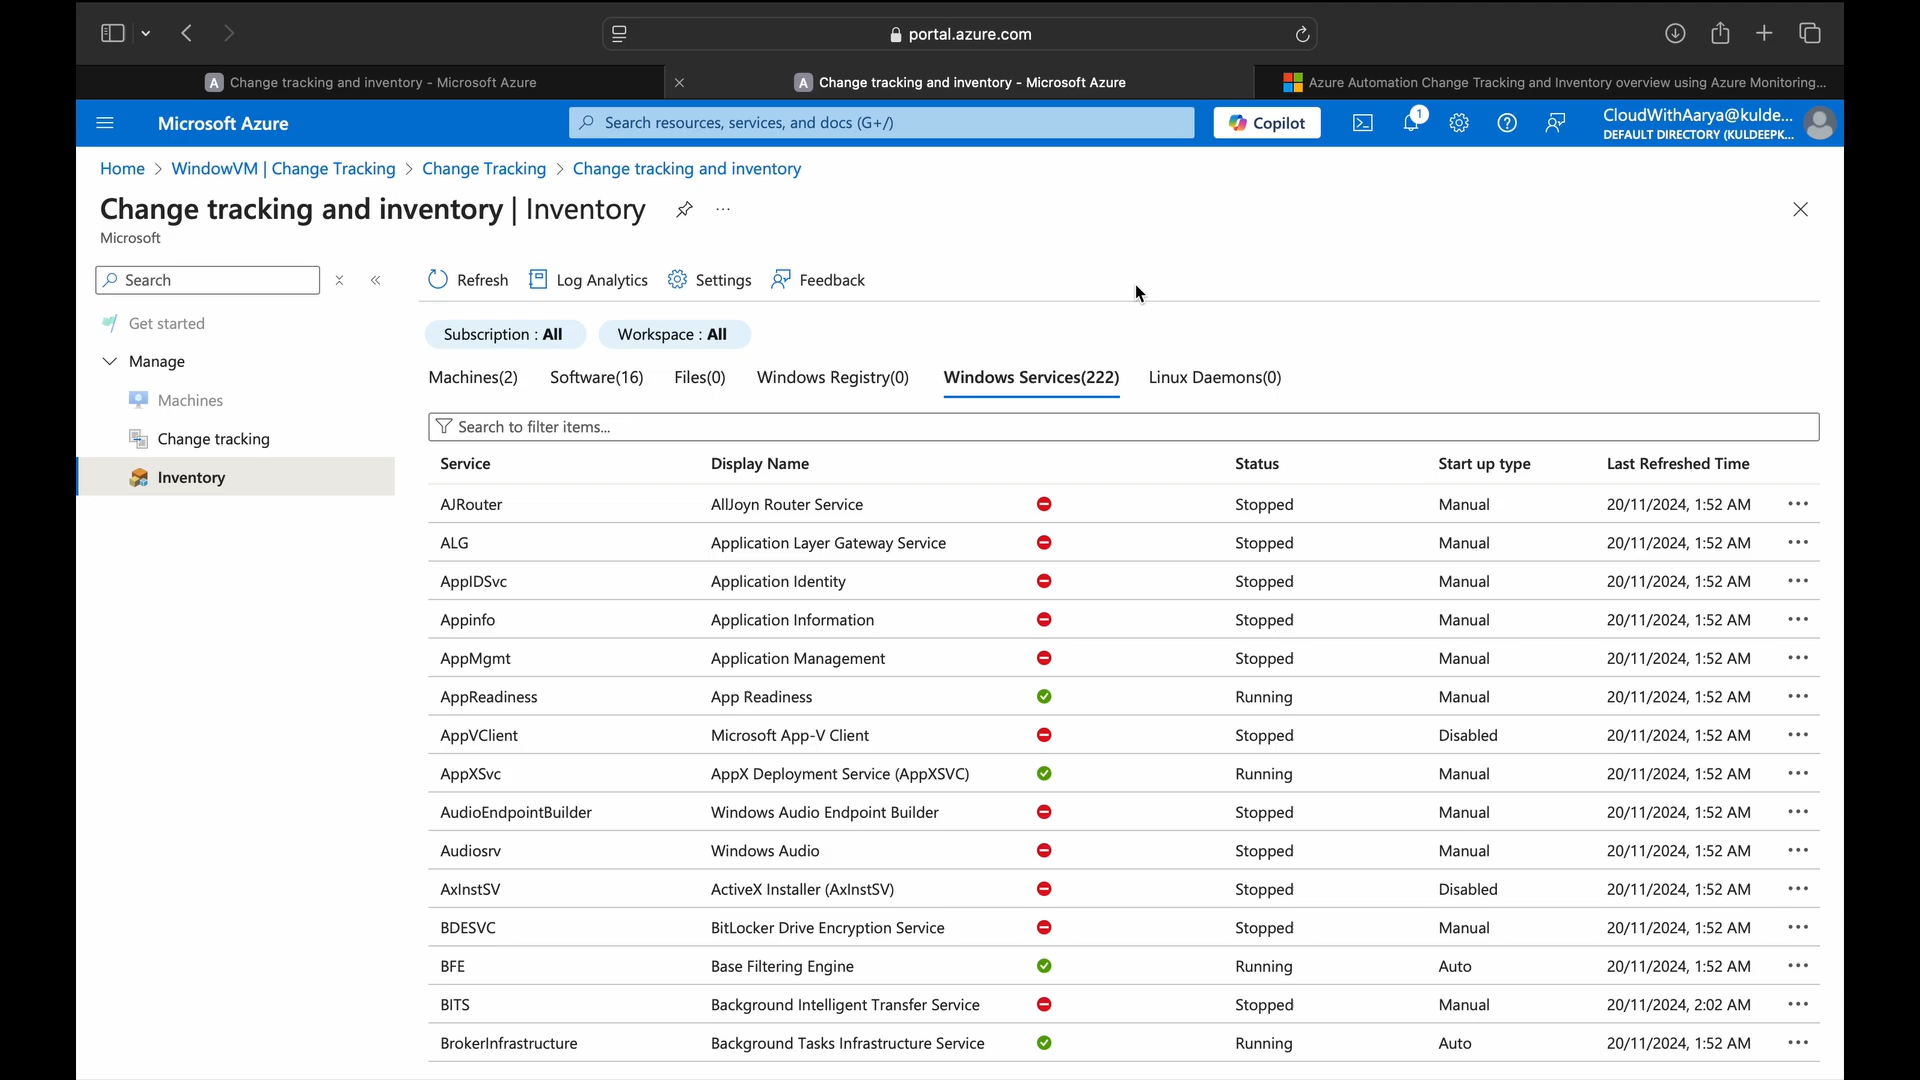 portal.azure.com
Change tracking and inventory - Microsoft Azure
Change tracking and inventory - Microsoft Azure
Azure Automation Change Tracking and Inventory overview using Azure Monitoring...
Microsoft Azure
Search resources, services, and docs (G+/)
Copilot
1
CloudWithAarya@kulde...
DEFAULT DIRECTORY (KULDEEPK...
Home > WindowVM | Change Tracking > Change Tracking > Change tracking and inventory
Change tracking and inventory | Inventory
Microsoft
Search
Refresh Log Analytics Settings Feedback
Get started
Manage
Machines
Change tracking
Inventory
Subscription : All Workspace : All
Machines(2) Software(16) Files(0) Windows Registry(0) Windows Services(222) Linux Daemons(0)
Search to filter items...
Service Display Name Status Start up type Last Refreshed Time
AJRouter AllJoyn Router Service Stopped Manual 20/11/2024, 1:52 AM
ALG Application Layer Gateway Service Stopped Manual 20/11/2024, 1:52 AM
AppIDSvc Application Identity Stopped Manual 20/11/2024, 1:52 AM
Appinfo Application Information Stopped Manual 20/11/2024, 1:52 AM
AppMgmt Application Management Stopped Manual 20/11/2024, 1:52 AM
AppReadiness App Readiness Running Manual 20/11/2024, 1:52 AM
AppVClient Microsoft App-V Client Stopped Disabled 20/11/2024, 1:52 AM
AppXSvc AppX Deployment Service (AppXSVC) Running Manual 20/11/2024, 1:52 AM
AudioEndpointBuilder Windows Audio Endpoint Builder Stopped Manual 20/11/2024, 1:52 AM
Audiosrv Windows Audio Stopped Manual 20/11/2024, 1:52 AM
AxInstSV ActiveX Installer (AxInstSV) Stopped Disabled 20/11/2024, 1:52 AM
BDESVC BitLocker Drive Encryption Service Stopped Manual 20/11/2024, 1:52 AM
BFE Base Filtering Engine Running Auto 20/11/2024, 1:52 AM
BITS Background Intelligent Transfer Service Stopped Manual 20/11/2024, 2:02 AM
BrokerInfrastructure Background Tasks Infrastructure Service Running Auto 20/11/2024, 1:52 AM